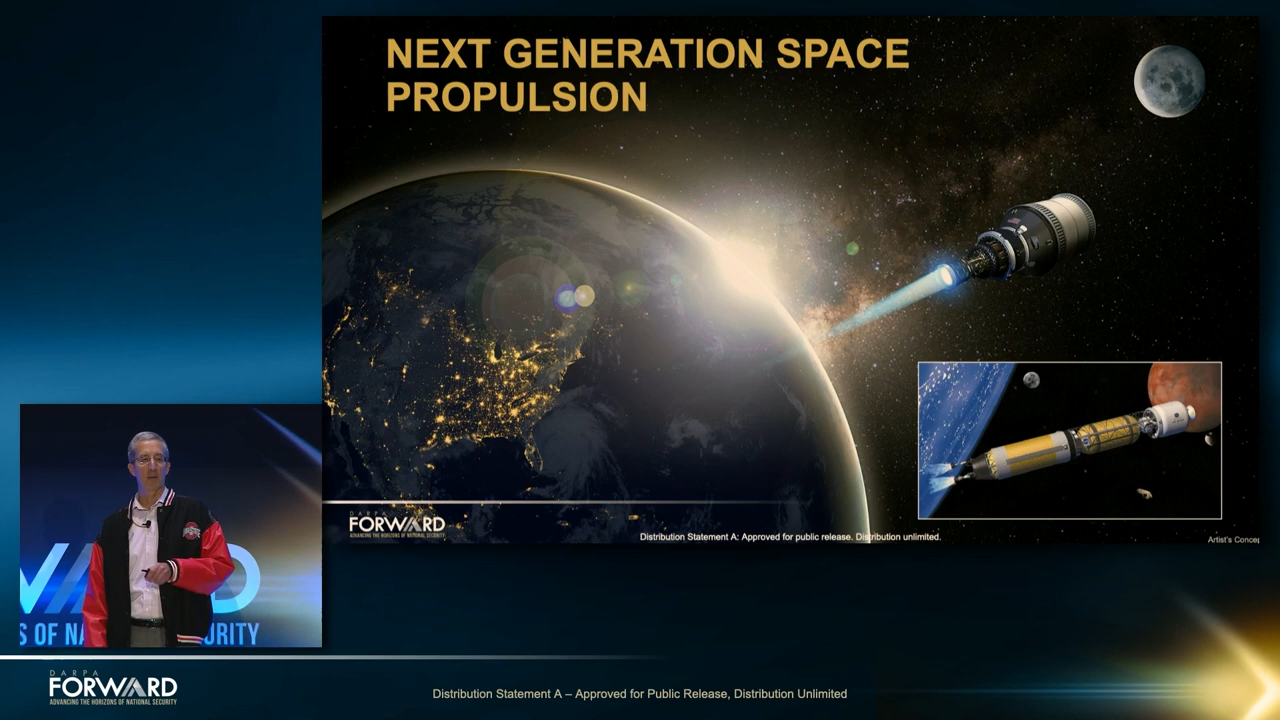 NEXT GENERATION SPACE
PROPULSION
DARPA
FORWARD
ADVANCING THE HORIZONS OF NATIONAL SECURITY
Distribution Statement A: Approved for public release. Distribution unlimited.
Artist's Concep
S OF NA
URITY
DARPA
FORWARD
ADVANCING THE HORIZONS OF NATIONAL SECURITY
Distribution Statement A – Approved for Public Release, Distribution Unlimited